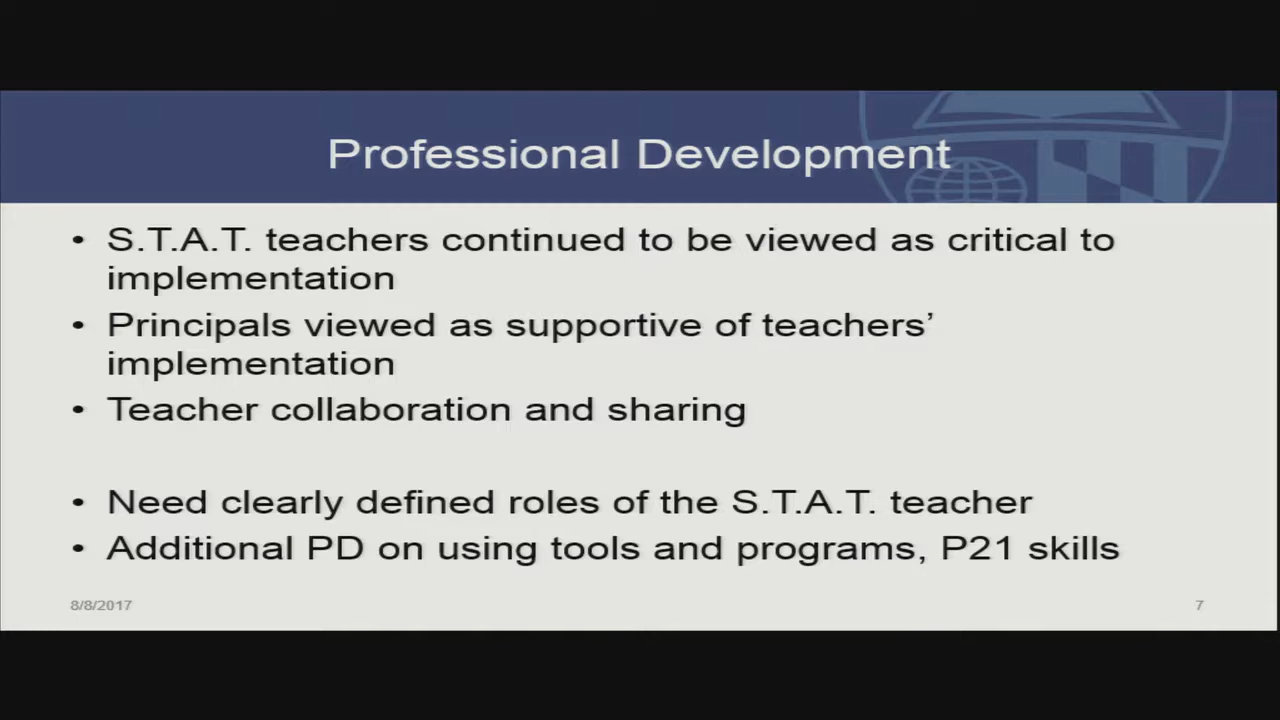 Professional Development
• S.T.A.T. teachers continued to be viewed as critical to
implementation
• Principals viewed as supportive of teachers’
implementation
• Teacher collaboration and sharing
• Need clearly defined roles of the S.T.A.T. teacher
• Additional PD on using tools and programs, P21 skills
8/8/2017
7